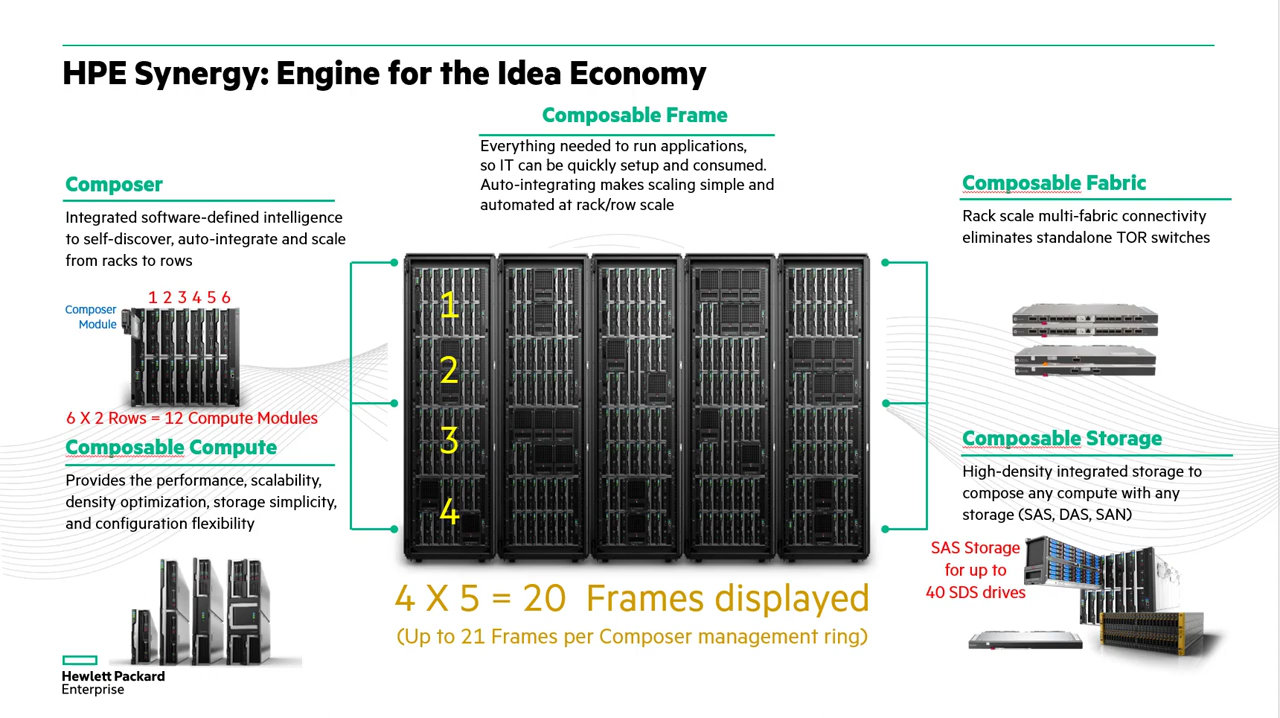 HPE Synergy: Engine for the Idea Economy
Composable Frame
Everything needed to run applications,
so IT can be quickly setup and consumed.
Auto-integrating makes scaling simple and
automated at rack/row scale
Composer
Integrated software-defined intelligence
to self-discover, auto-integrate and scale
from racks to rows
1 2 3 4 5 6
Composer
Module
6 X 2 Rows = 12 Compute Modules
Composable Compute
Provides the performance, scalability,
density optimization, storage simplicity,
and configuration flexibility
1
2
3
4
4 X 5 = 20 Frames displayed
(Up to 21 Frames per Composer management ring)
Composable Fabric
Rack scale multi-fabric connectivity
eliminates standalone TOR switches
Composable Storage
High-density integrated storage to
compose any compute with any
storage (SAS, DAS, SAN)
SAS Storage
for up to
40 SDS drives
Hewlett Packard
Enterprise